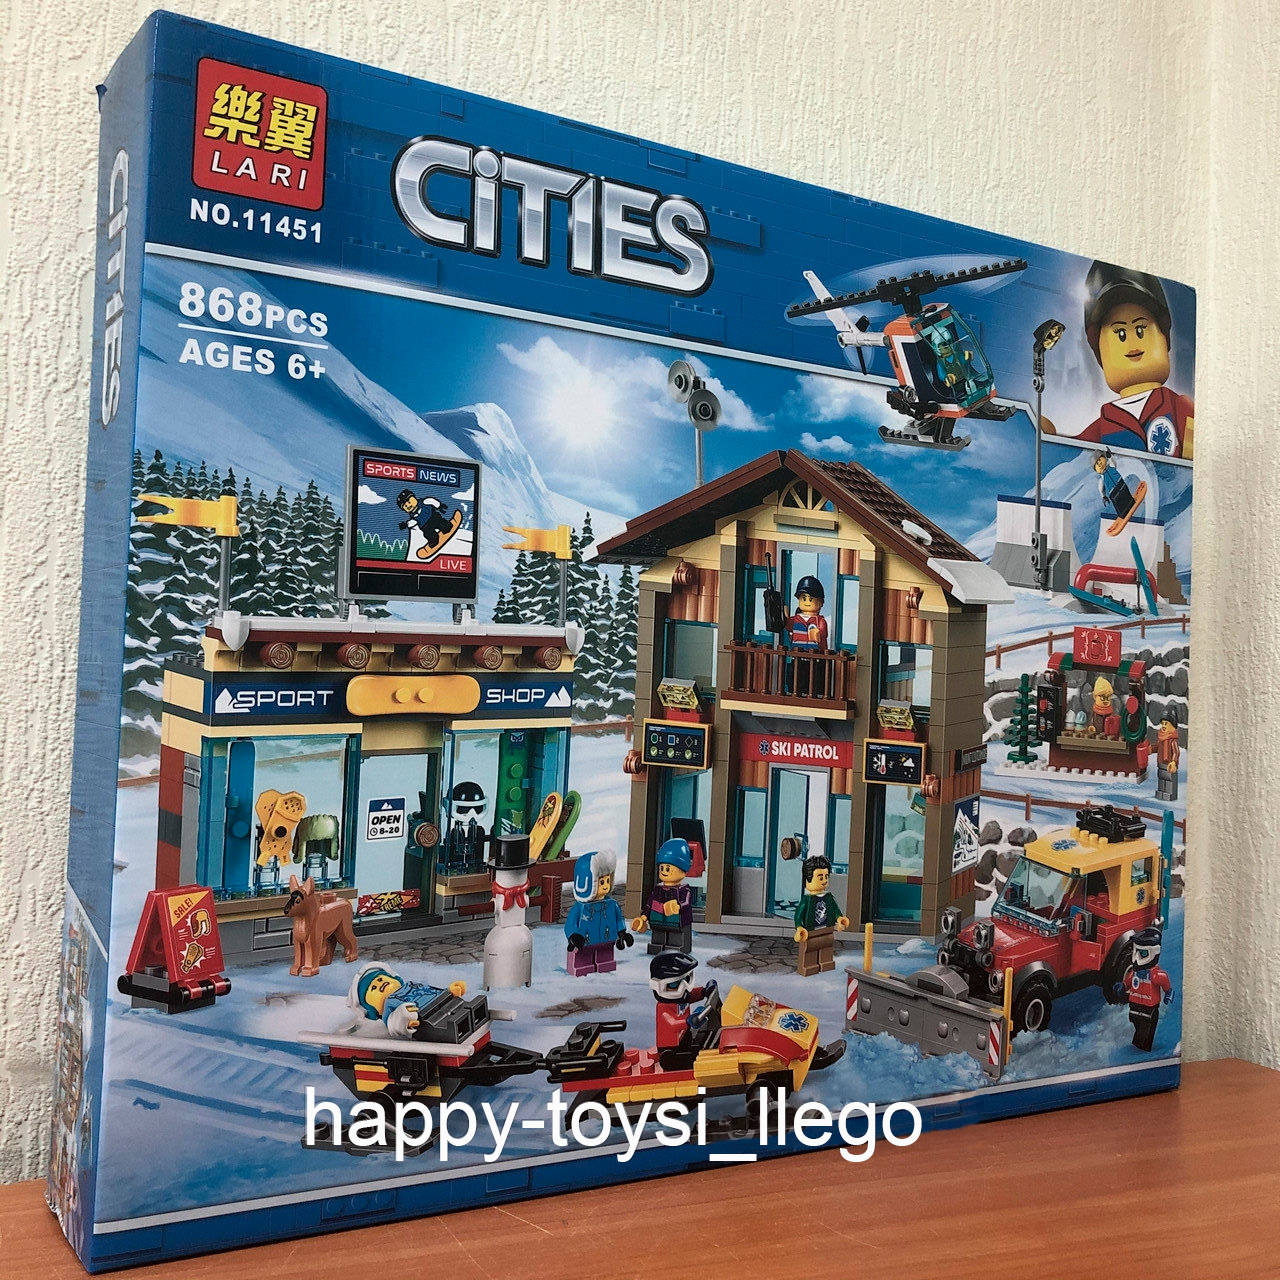 樂翼
LARI
NO.11451
CiTIES
CiTIES
868PCS
AGES 6+
SPORTS NEWS
LIVE
SPORT SHOP
SKI PATROL
OPEN
8-20
SALE!
XTREME
happy-toysi_llego